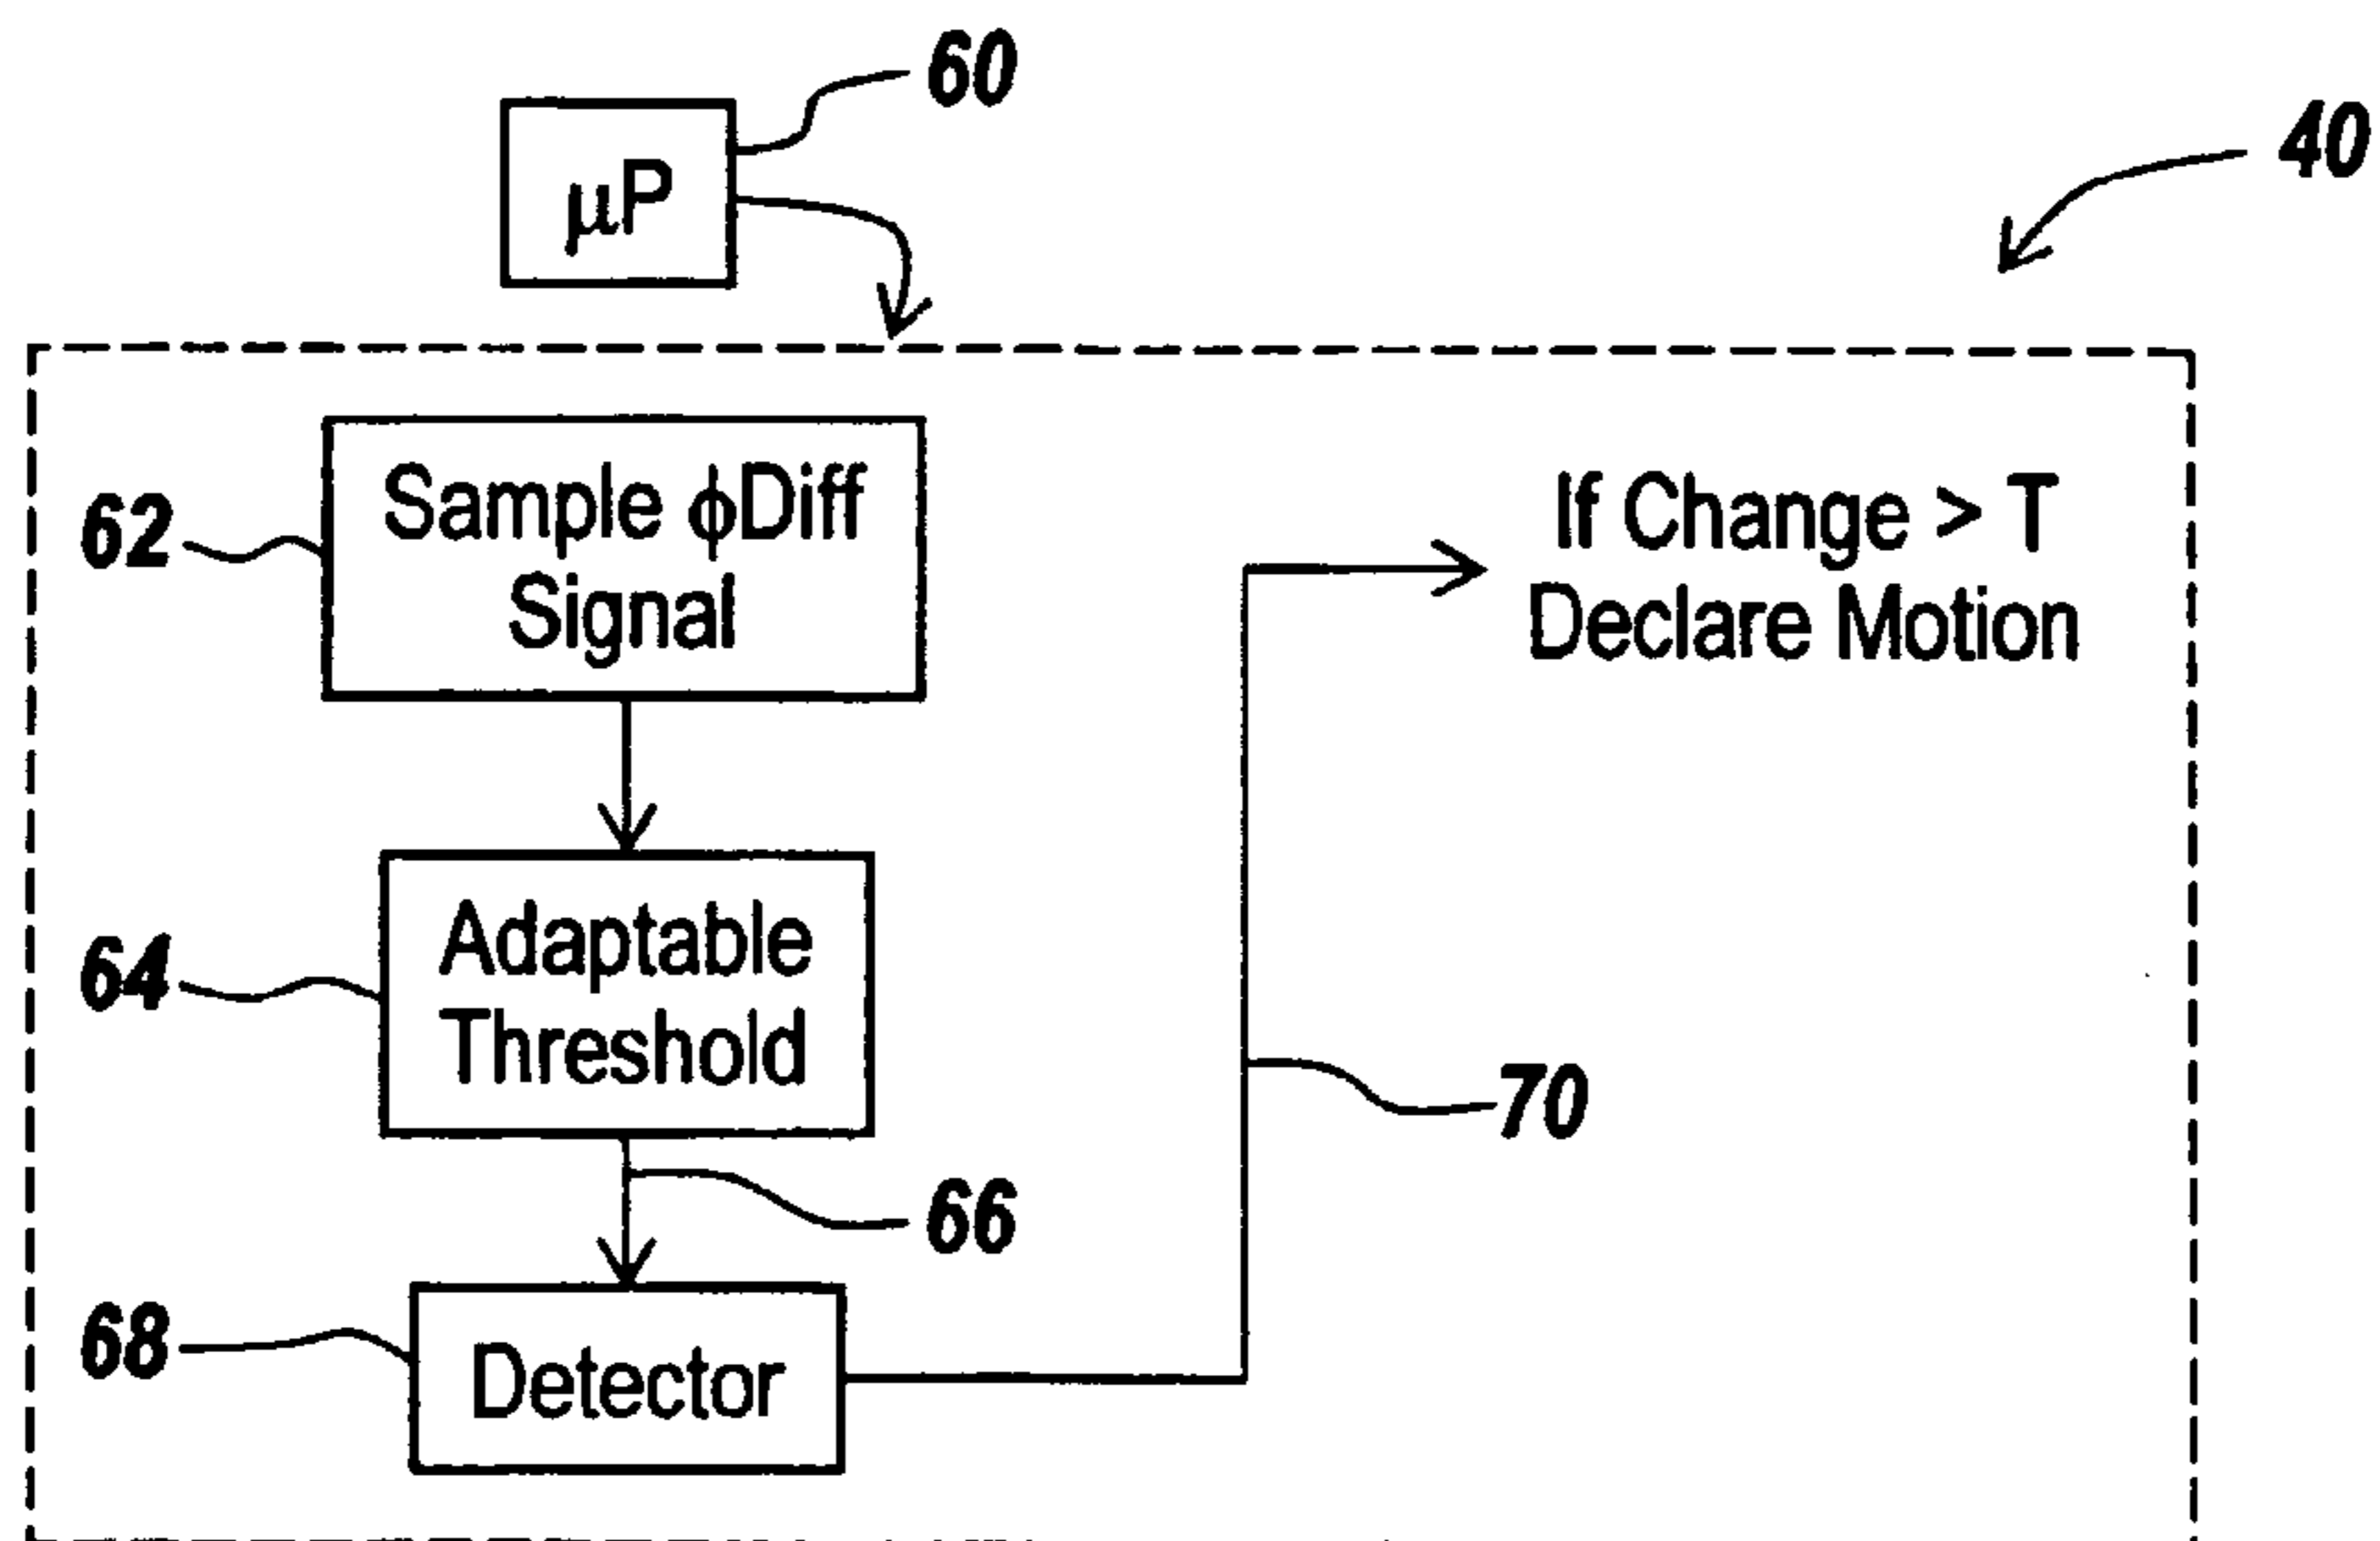 60
40
μP
62
Sample ϕDiff
Signal
If Change > T
Declare Motion
64
Adaptable
Threshold
70
66
68
Detector